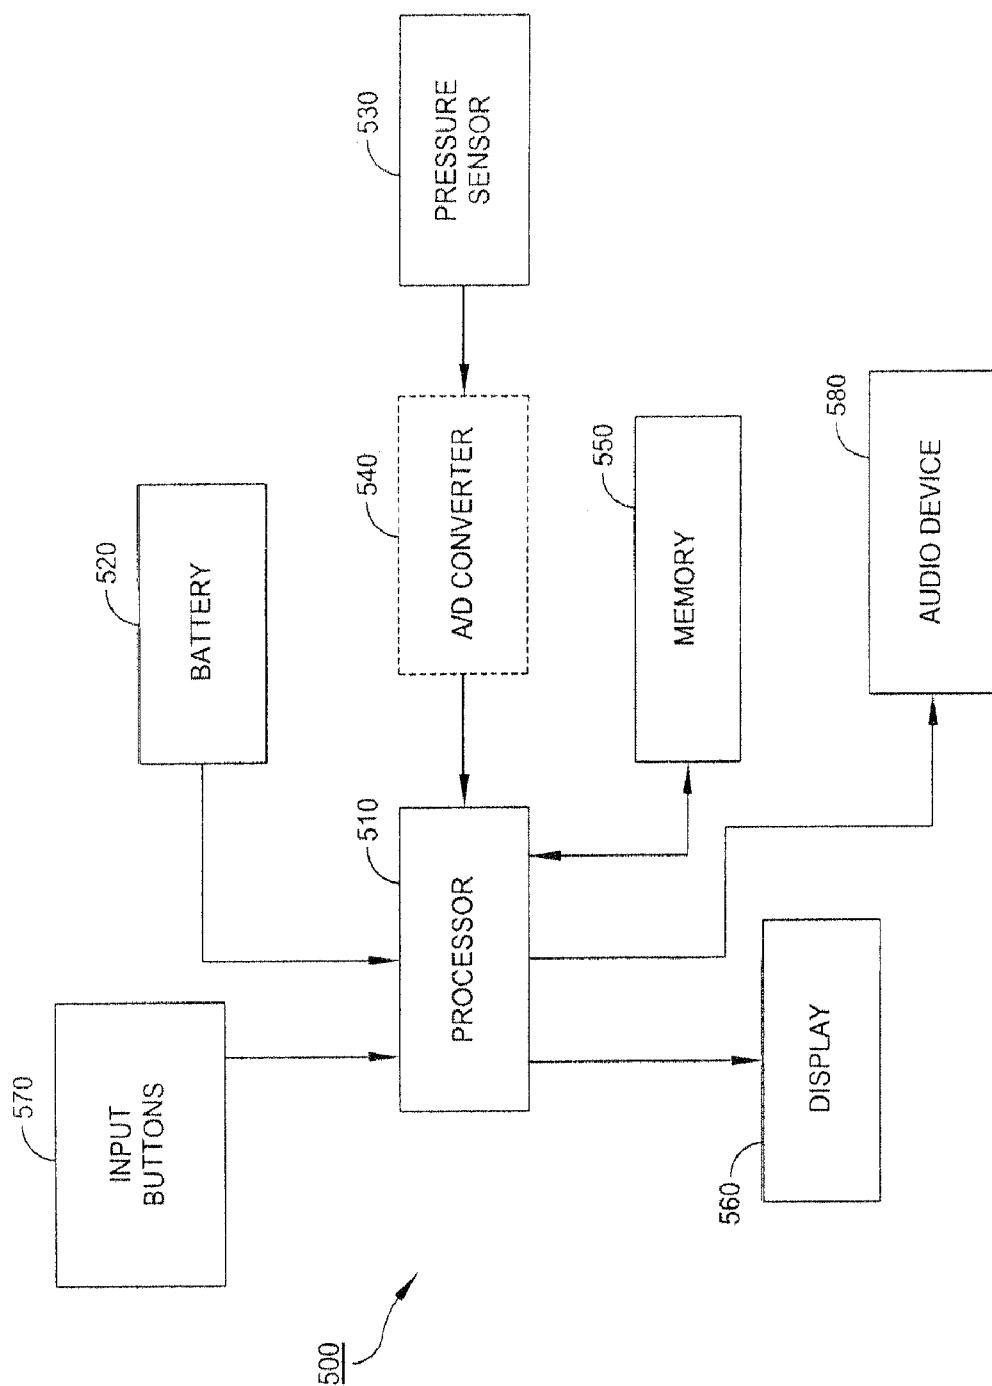 570
INPUT
BUTTONS
520
BATTERY
510
PROCESSOR
540
A/D CONVERTER
530
PRESSURE
SENSOR
550
MEMORY
560
DISPLAY
580
AUDIO DEVICE
500